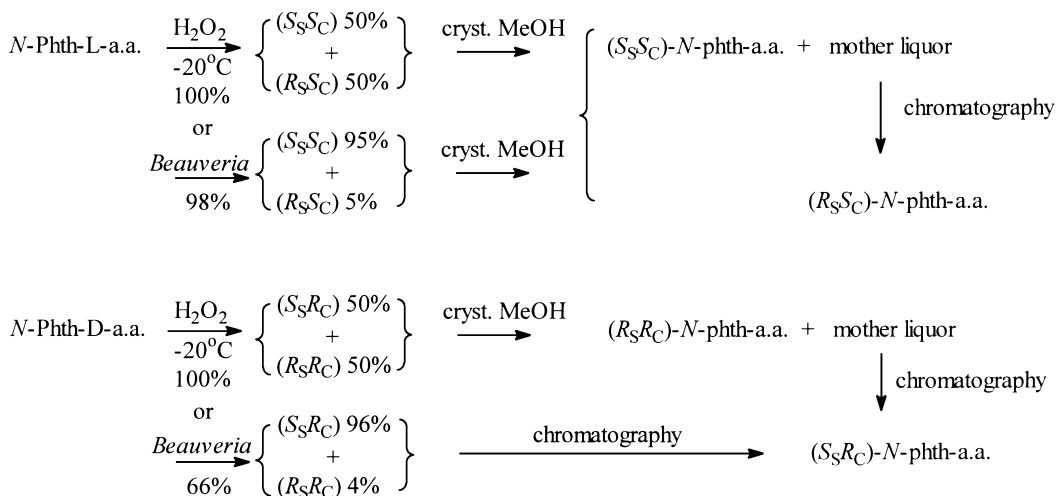 N-Phth-L-a.a.
H2O2
-20°C
100%
or
Beauveria
98%
(SSSC) 50%
+
(RSSC) 50%
(SSSC) 95%
+
(RSSC) 5%
cryst. MeOH
cryst. MeOH
(SSSC)-N-phth-a.a. + mother liquor
chromatography
(RSSC)-N-phth-a.a.
N-Phth-D-a.a.
H2O2
-20°C
100%
or
Beauveria
66%
(SSRC) 50%
+
(RSRC) 50%
(SSRC) 96%
+
(RSRC) 4%
cryst. MeOH
(RSRC)-N-phth-a.a. + mother liquor
chromatography
chromatography
(SSRC)-N-phth-a.a.